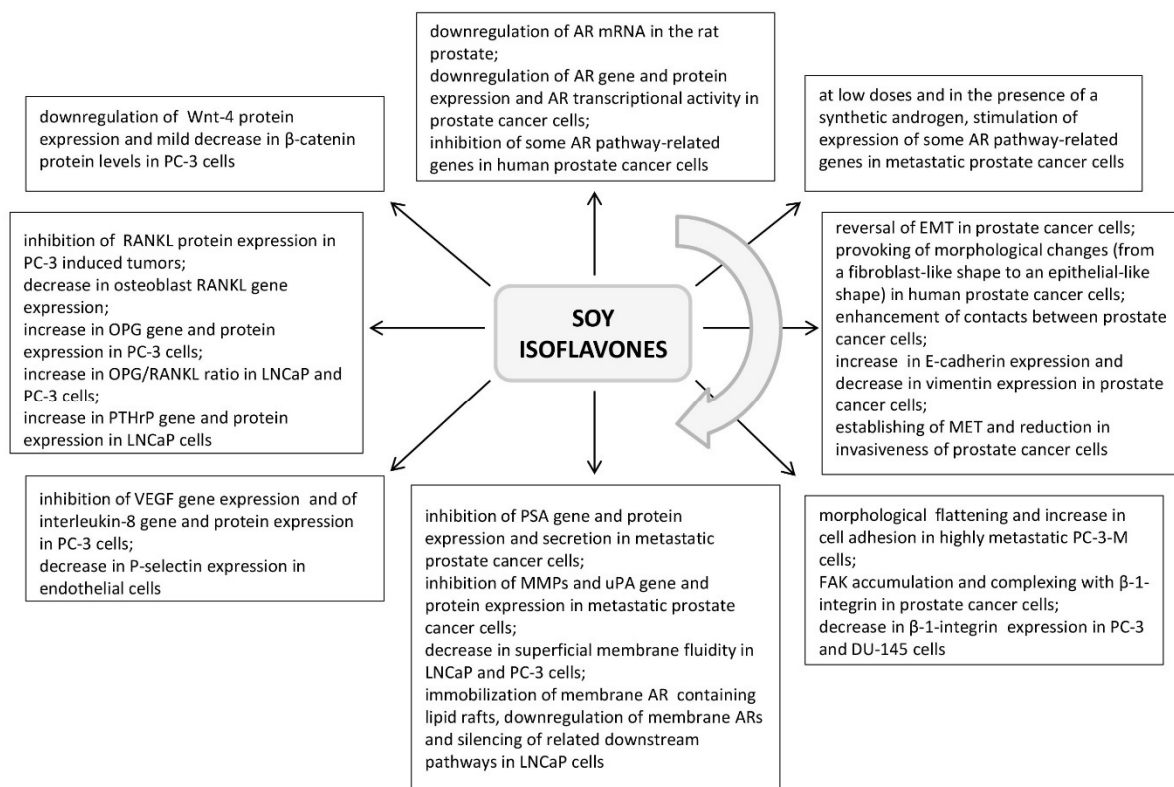 downregulation of AR mRNA in the rat
prostate;
downregulation of AR gene and protein
expression and AR transcriptional activity in
prostate cancer cells;
inhibition of some AR pathway-related
genes in human prostate cancer cells
downregulation of Wnt-4 protein
expression and mild decrease in β-catenin
protein levels in PC-3 cells
at low doses and in the presence of a
synthetic androgen, stimulation of
expression of some AR pathway-related
genes in metastatic prostate cancer cells
inhibition of RANKL protein expression in
PC-3 induced tumors;
decrease in osteoblast RANKL gene
expression;
increase in OPG gene and protein
expression in PC-3 cells;
increase in OPG/RANKL ratio in LNCaP and
PC-3 cells;
increase in PTHrP gene and protein
expression in LNCaP cells
SOY
ISOFLAVONES
reversal of EMT in prostate cancer cells;
provoking of morphological changes (from
a fibroblast-like shape to an epithelial-like
shape) in human prostate cancer cells;
enhancement of contacts between prostate
cancer cells;
increase in E-cadherin expression and
decrease in vimentin expression in prostate
cancer cells;
establishing of MET and reduction in
invasiveness of prostate cancer cells
inhibition of VEGF gene expression and of
interleukin-8 gene and protein expression
in PC-3 cells;
decrease in P-selectin expression in
endothelial cells
inhibition of PSA gene and protein
expression and secretion in metastatic
prostate cancer cells;
inhibition of MMPs and uPA gene and
protein expression in metastatic prostate
cancer cells;
decrease in superficial membrane fluidity in
LNCaP and PC-3 cells;
immobilization of membrane AR containing
lipid rafts, downregulation of membrane ARs
and silencing of related downstream
pathways in LNCaP cells
morphological flattening and increase in
cell adhesion in highly metastatic PC-3-M
cells;
FAK accumulation and complexing with β-1-
integrin in prostate cancer cells;
decrease in β-1-integrin expression in PC-3
and DU-145 cells